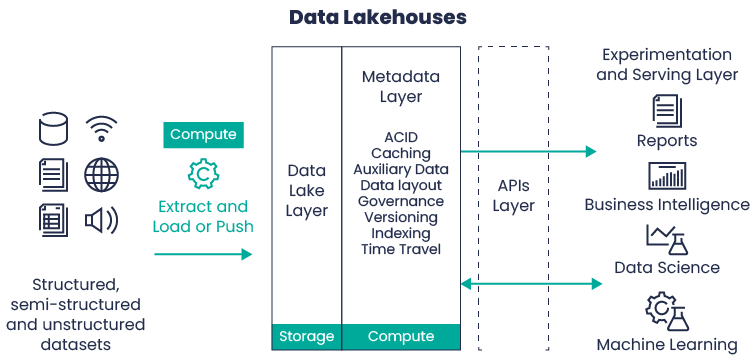 Data Lakehouses
Structured,
semi-structured
and unstructured
datasets
Compute
C
Extract and
Load or Push
Data
Lake
Layer
Storage
Metadata
Layer
ACID
Caching
Auxiliary Data
Data layout
Governance
Versioning
Indexing
Time Travel
Compute
APIs
Layer
Experimentation
and Serving Layer
Reports
Business Intelligence
Data Science
C
Machine Learning